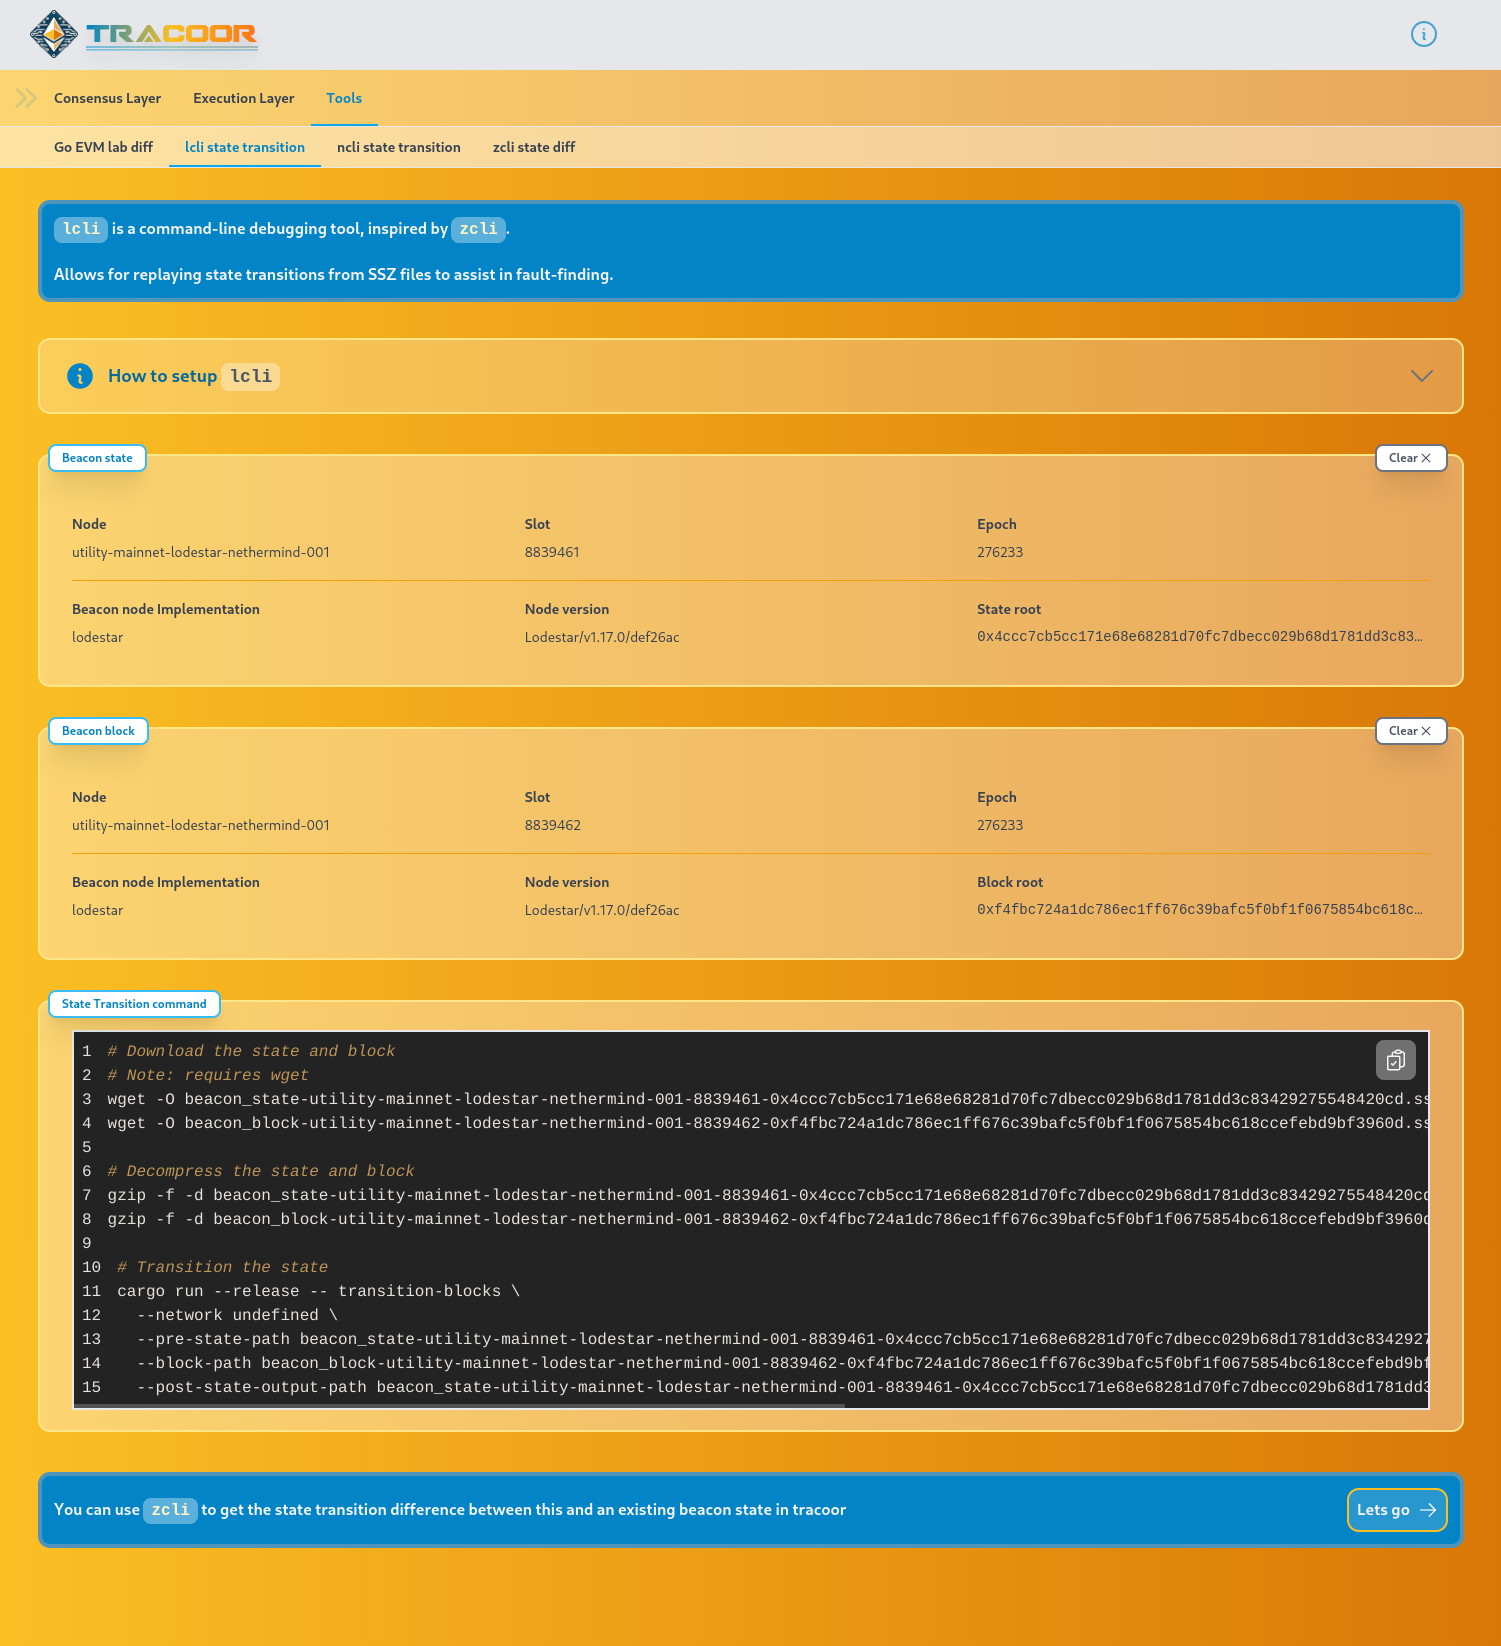 TRACOOR
Consensus Layer Execution Layer Tools
Go EVM lab diff lcli state transition ncli state transition zcli state diff
lcli is a command-line debugging tool, inspired by zcli.
Allows for replaying state transitions from SSZ files to assist in fault-finding.
How to setup lcli
Beacon state Clear
Node Slot Epoch
utility-mainnet-lodestar-nethermind-001 8839461 276233
Beacon node Implementation Node version State root
lodestar Lodestar/v1.17.0/def26ac 0x4ccc7cb5cc171e68e68281d70fc7dbecc029b68d1781dd3c83…
Beacon block Clear
Node Slot Epoch
utility-mainnet-lodestar-nethermind-001 8839462 276233
Beacon node Implementation Node version Block root
lodestar Lodestar/v1.17.0/def26ac 0xf4fbc724a1dc786ec1ff676c39bafc5f0bf1f0675854bc618c…
State Transition command
1 # Download the state and block
2 # Note: requires wget
3 wget -O beacon_state-utility-mainnet-lodestar-nethermind-001-8839461-0x4ccc7cb5cc171e68e68281d70fc7dbecc029b68d1781dd3c83429275548420cd.ss
4 wget -O beacon_block-utility-mainnet-lodestar-nethermind-001-8839462-0xf4fbc724a1dc786ec1ff676c39bafc5f0bf1f0675854bc618ccefebd9bf3960d.ss
5
6 # Decompress the state and block
7 gzip -f -d beacon_state-utility-mainnet-lodestar-nethermind-001-8839461-0x4ccc7cb5cc171e68e68281d70fc7dbecc029b68d1781dd3c83429275548420cd
8 gzip -f -d beacon_block-utility-mainnet-lodestar-nethermind-001-8839462-0xf4fbc724a1dc786ec1ff676c39bafc5f0bf1f0675854bc618ccefebd9bf3960d
9
10 # Transition the state
11 cargo run --release -- transition-blocks \
12 --network undefined \
13 --pre-state-path beacon_state-utility-mainnet-lodestar-nethermind-001-8839461-0x4ccc7cb5cc171e68e68281d70fc7dbecc029b68d1781dd3c8342927
14 --block-path beacon_block-utility-mainnet-lodestar-nethermind-001-8839462-0xf4fbc724a1dc786ec1ff676c39bafc5f0bf1f0675854bc618ccefebd9bf
15 --post-state-output-path beacon_state-utility-mainnet-lodestar-nethermind-001-8839461-0x4ccc7cb5cc171e68e68281d70fc7dbecc029b68d1781dd3
You can use zcli to get the state transition difference between this and an existing beacon state in tracoor Lets go